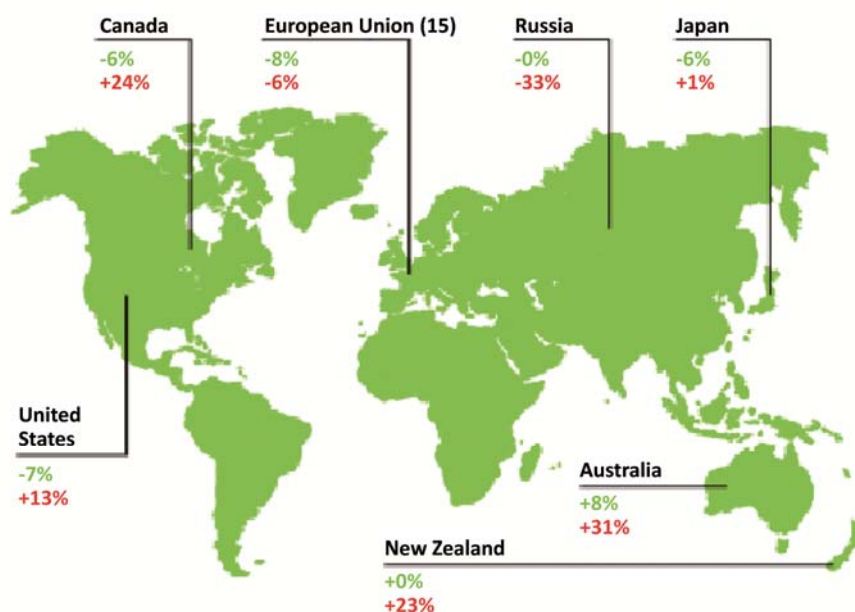 Canada
-6%
+24%
European Union (15)
-8%
-6%
Russia
-0%
-33%
Japan
-6%
+1%
United
States
-7%
+13%
Australia
+8%
+31%
New Zealand
+0%
+23%